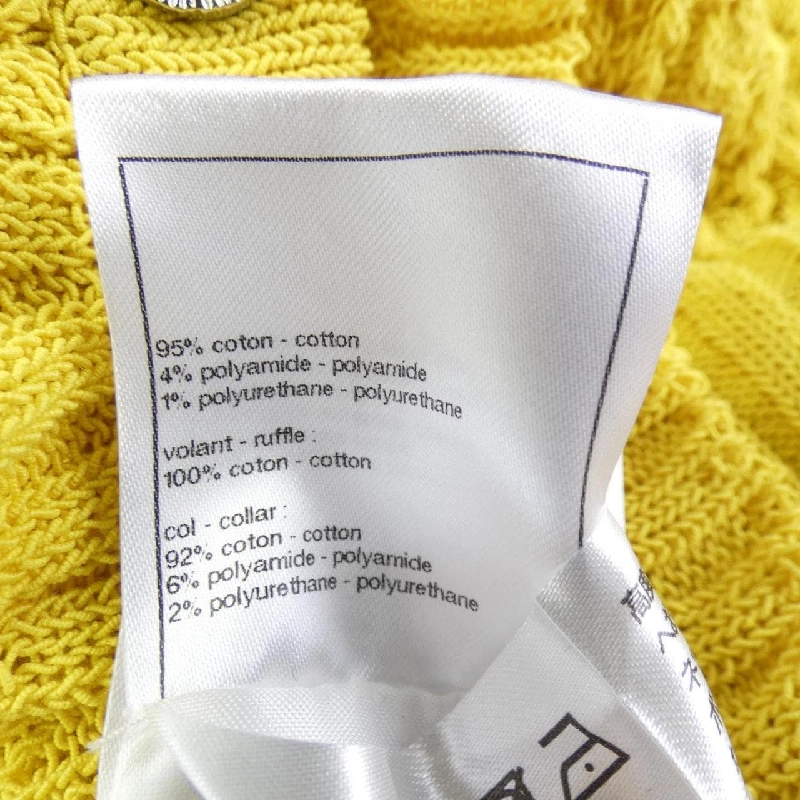 95% coton - cotton
4% polyamide - polyamide
1% polyurethane - polyurethane
volant - ruffle :
100% coton - cotton
col - collar :
92% coton - cotton
6% polyamide - polyamide
2% polyurethane - polyurethane